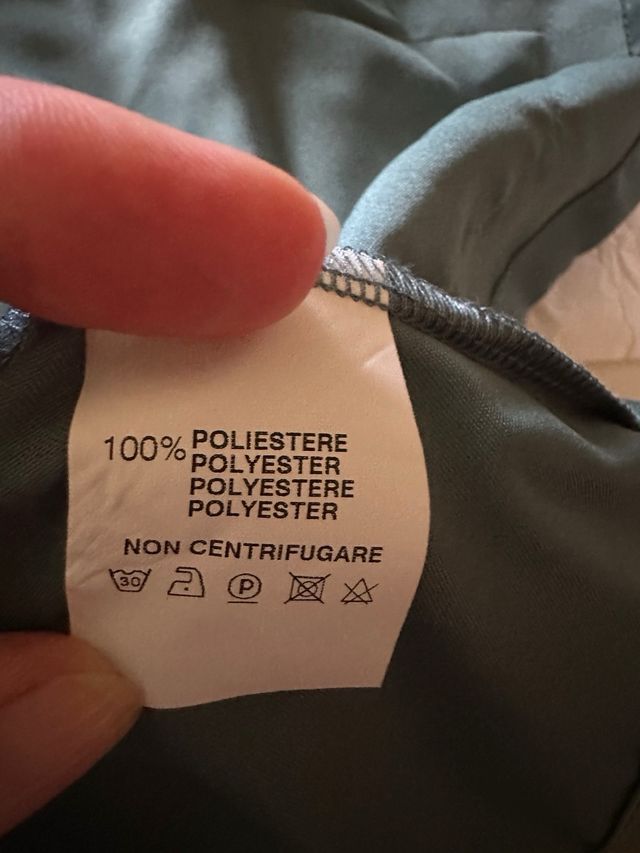 100% POLIESTERE
POLYESTER
POLYESTERE
POLYESTER
NON CENTRIFUGARE
30 P